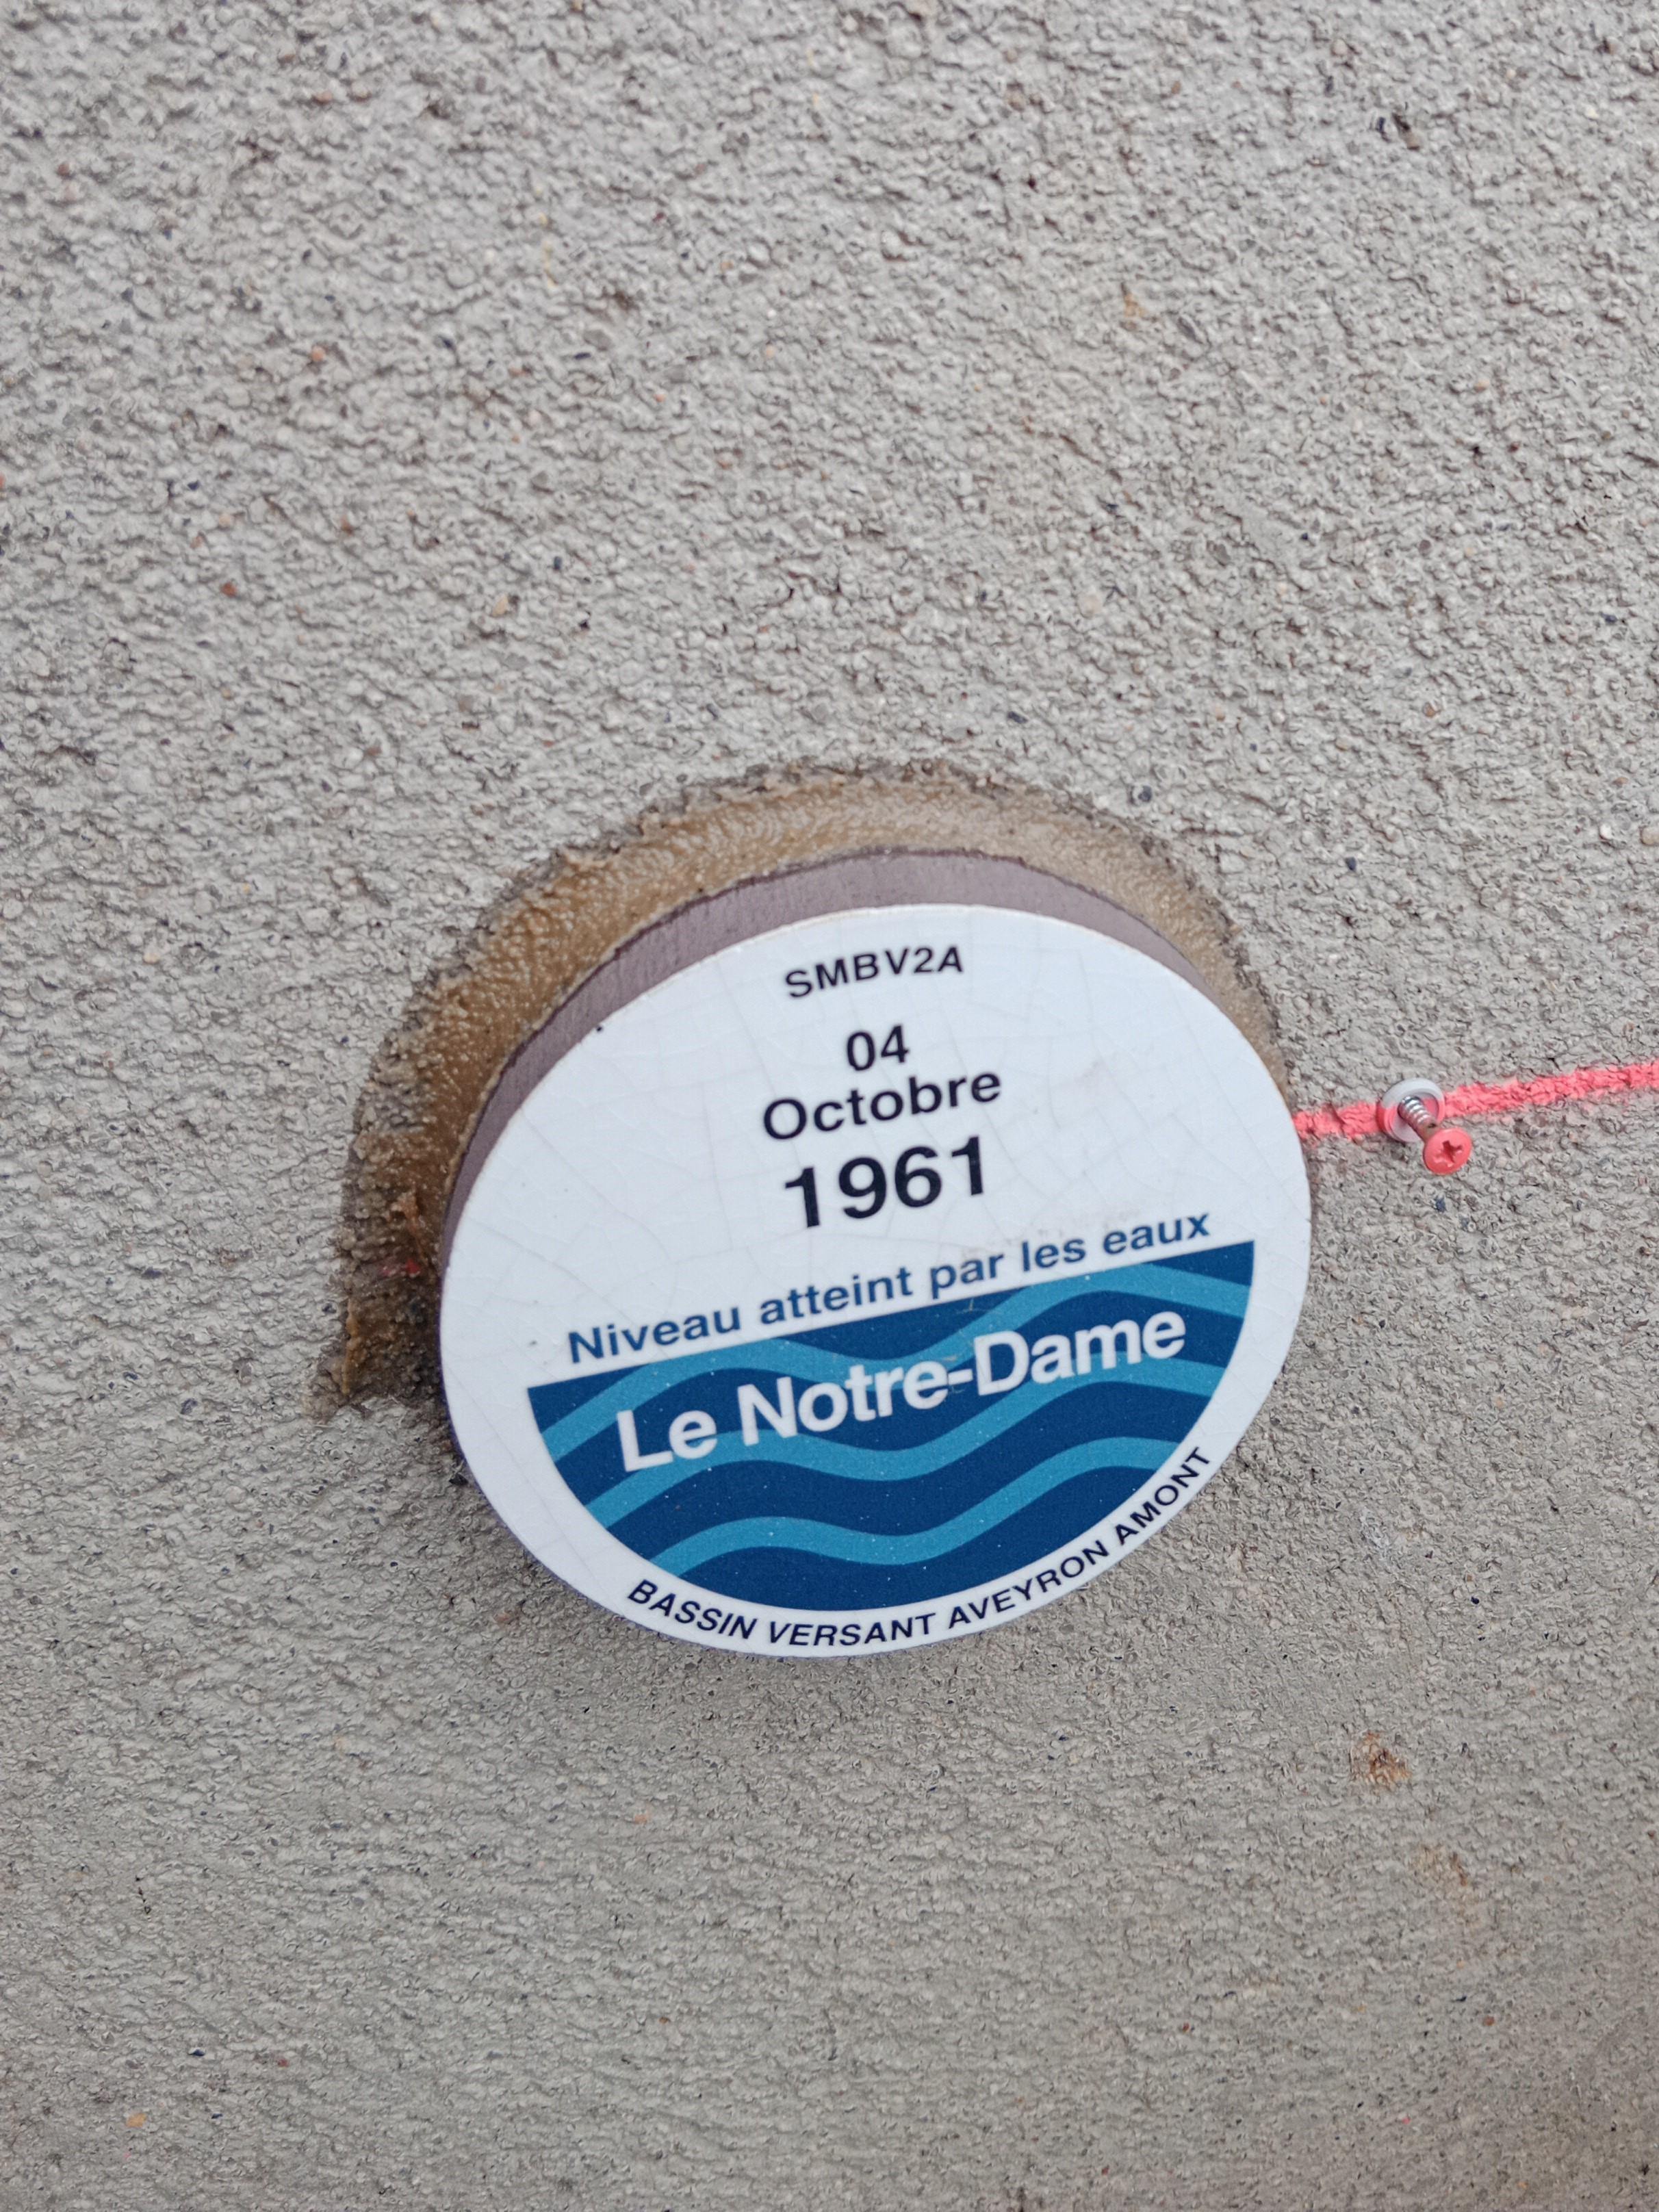 SMBV2A
04
Octobre
1961
Niveau atteint par les eaux
Le Notre-Dame
BASSIN VERSANT AVEYRON AMONT